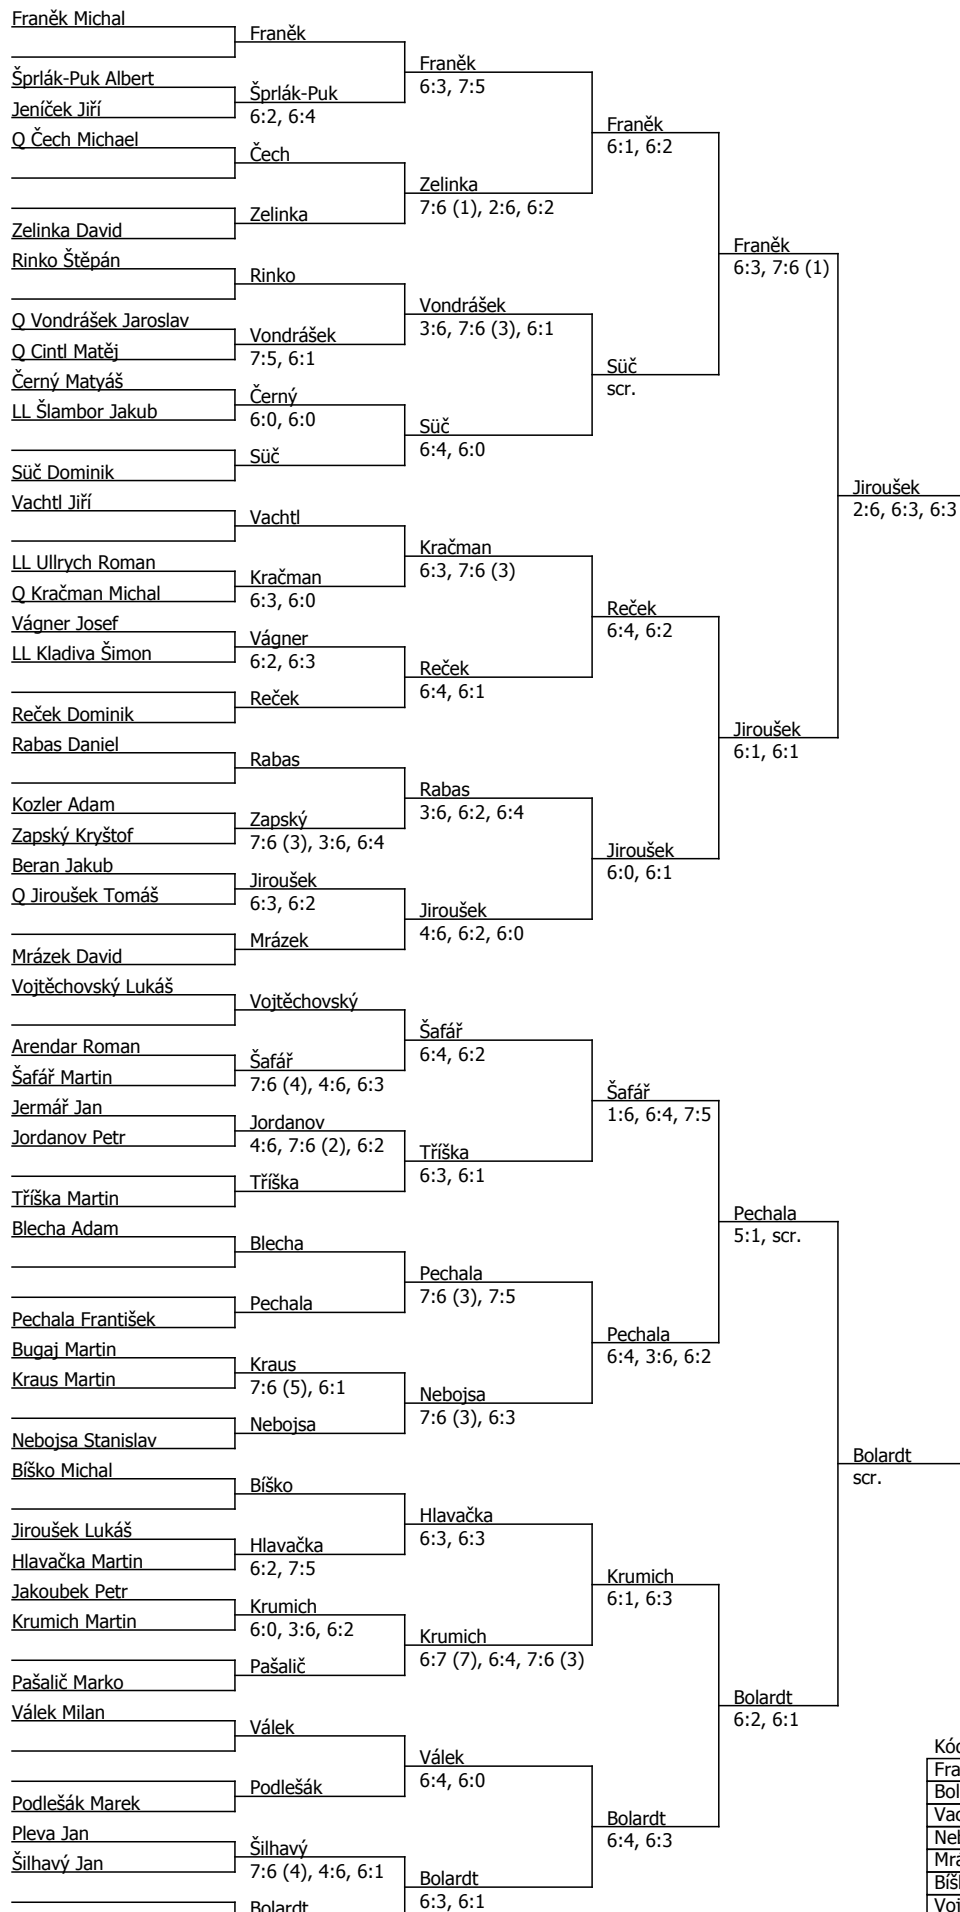 Franěk Michal
Franěk
Franěk
6:3, 7:5
Šprlák-Puk Albert
Šprlák-Puk
6:2, 6:4
Jeníček Jiří
Franěk
6:1, 6:2
Q Čech Michael
Čech
Zelinka
7:6 (1), 2:6, 6:2
Zelinka
Zelinka David
Franěk
6:3, 7:6 (1)
Rinko Štěpán
Rinko
Vondrášek
3:6, 7:6 (3), 6:1
Q Vondrášek Jaroslav
Vondrášek
7:5, 6:1
Q Cintl Matěj
Süč
scr.
Černý Matyáš
Černý
6:0, 6:0
LL Šlambor Jakub
Süč
6:4, 6:0
Süč
Süč Dominik
Jiroušek
2:6, 6:3, 6:3
Vachtl Jiří
Vachtl
Kračman
6:3, 7:6 (3)
LL Ullrych Roman
Kračman
6:3, 6:0
Q Kračman Michal
Reček
6:4, 6:2
Vágner Josef
Vágner
6:2, 6:3
LL Kladiva Šimon
Reček
6:4, 6:1
Reček
Reček Dominik
Jiroušek
6:1, 6:1
Rabas Daniel
Rabas
Rabas
3:6, 6:2, 6:4
Kozler Adam
Zapský
7:6 (3), 3:6, 6:4
Zapský Kryštof
Jiroušek
6:0, 6:1
Beran Jakub
Jiroušek
6:3, 6:2
Q Jiroušek Tomáš
Jiroušek
4:6, 6:2, 6:0
Mrázek
Mrázek David
Vojtěchovský Lukáš
Vojtěchovský
Šafář
6:4, 6:2
Arendar Roman
Šafář
7:6 (4), 4:6, 6:3
Šafář Martin
Šafář
1:6, 6:4, 7:5
Jermář Jan
Jordanov
4:6, 7:6 (2), 6:2
Jordanov Petr
Tříška
6:3, 6:1
Tříška
Tříška Martin
Pechala
5:1, scr.
Blecha Adam
Blecha
Pechala
7:6 (3), 7:5
Pechala
Pechala František
Pechala
6:4, 3:6, 6:2
Bugaj Martin
Kraus
7:6 (5), 6:1
Kraus Martin
Nebojsa
7:6 (3), 6:3
Nebojsa
Nebojsa Stanislav
Bolardt
scr.
Bíško Michal
Bíško
Hlavačka
6:3, 6:3
Jiroušek Lukáš
Hlavačka
6:2, 7:5
Hlavačka Martin
Krumich
6:1, 6:3
Jakoubek Petr
Krumich
6:0, 3:6, 6:2
Krumich Martin
Krumich
6:7 (7), 6:4, 7:6 (3)
Pašalič
Pašalič Marko
Bolardt
6:2, 6:1
Válek Milan
Válek
Válek
6:4, 6:0
Podlešák
Podlešák Marek
Bolardt
6:4, 6:3
Pleva Jan
Šilhavý
7:6 (4), 4:6, 6:1
Šilhavý Jan
Bolardt
6:3, 6:1
Bolardt
Kód
Fra
Bol
Vac
Neb
Mrá
Bíš
Voj